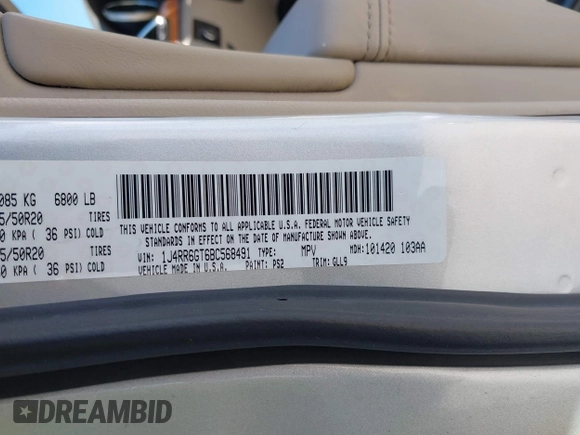 085 KG 6800 LB
5/50R20 TIRES
0 KPA ( 36 PSI) COLD
5/50R20 TIRES
0 KPA ( 36 PSI) COLD
THIS VEHICLE CONFORMS TO ALL APPLICABLE U.S.A. FEDERAL MOTOR VEHICLE SAFETY
STANDARDS IN EFFECT ON THE DATE OF MANUFACTURE SHOWN ABOVE.
VIN: 1J4RR6GT6BC568491 TYPE: MPV MDH: 101420 103AA
MADE IN U.S.A. PAINT: PS2 TRIM: GLL9
DREAMBID